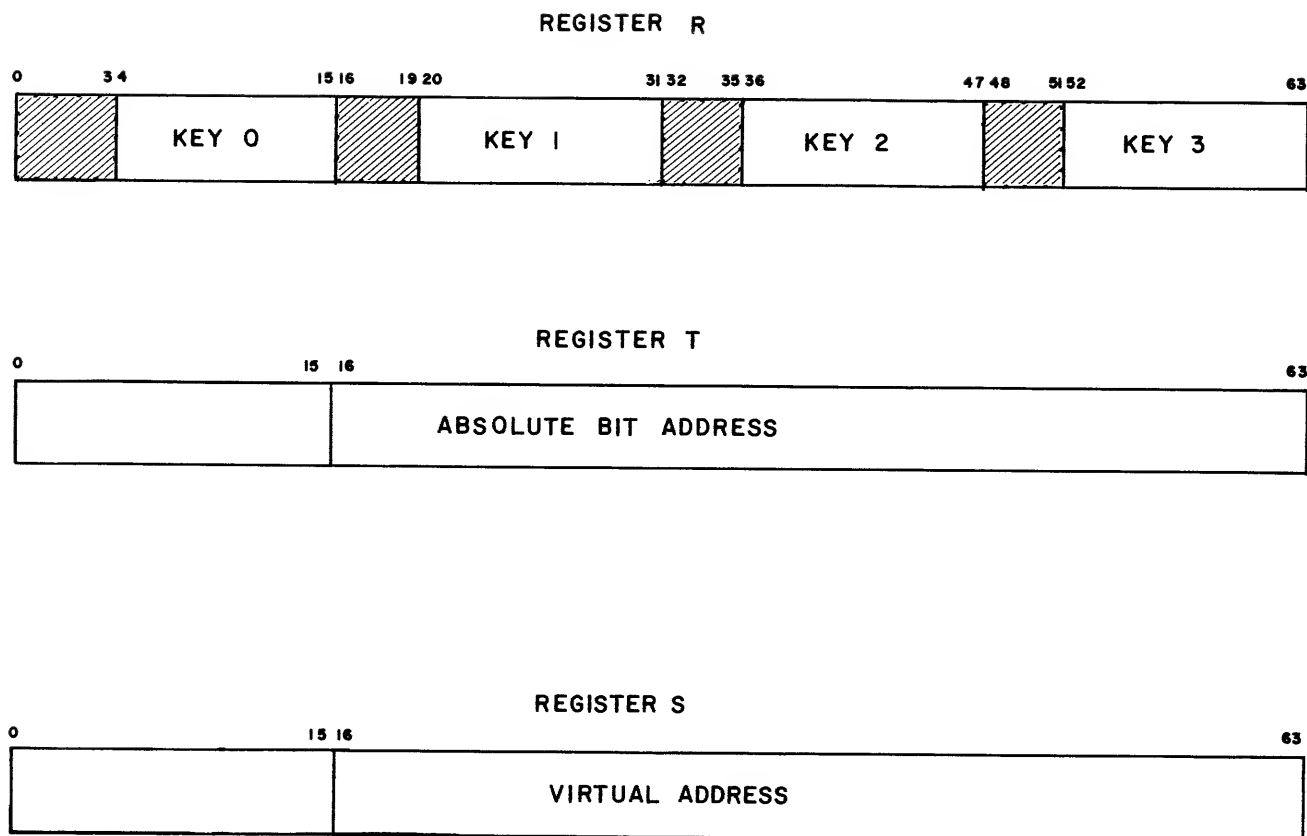 REGISTER R
0 3 4 15 16 19 20 31 32 35 36 47 48 51 52 63
KEY 0 KEY 1 KEY 2 KEY 3
REGISTER T
0 15 16 63
ABSOLUTE BIT ADDRESS
REGISTER S
0 15 16 63
VIRTUAL ADDRESS